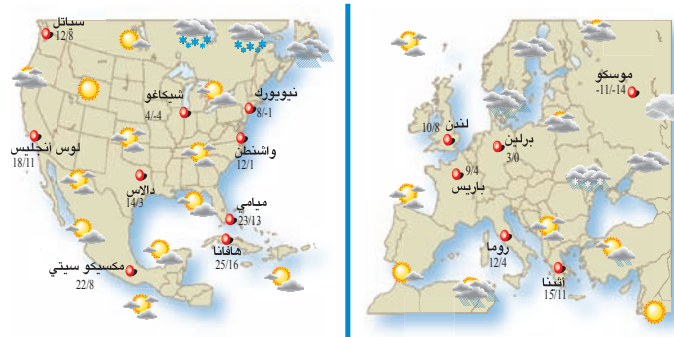 سياتل
12/8
شيكاغو
4/-4
نيويورك
8/-1
لوس أنجليس
18/11
واشنطن
12/1
دالاس
14/3
ميامي
23/13
هافانا
25/16
مكسيكو سيتي
22/8
موسكو
-11/-14
لندن
10/8
برلين
3/0
9/4
باريس
روما
12/4
أثينا
15/11